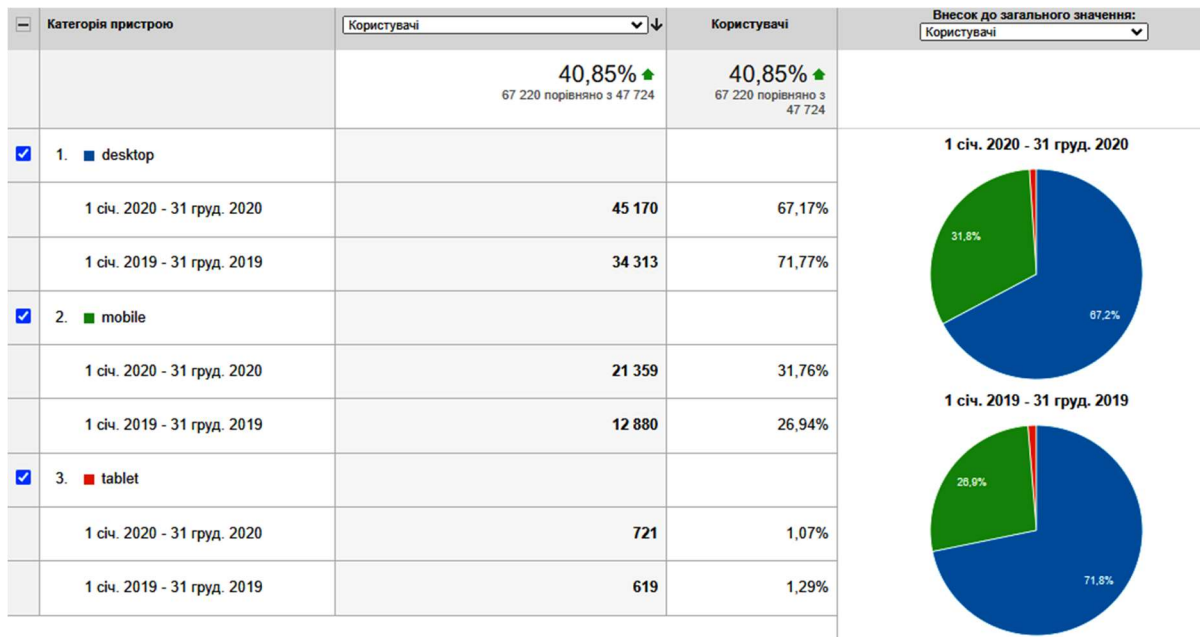 Категорія пристрою
Користувачі
Користувачі
Внесок до загального значення:
Користувачі
40,85%
67 220 порівняно з 47 724
40,85%
67 220 порівняно з
47 724
1. desktop
1 січ. 2020 - 31 груд. 2020 45 170 67,17%
1 січ. 2019 - 31 груд. 2019 34 313 71,77%
2. mobile
1 січ. 2020 - 31 груд. 2020 21 359 31,76%
1 січ. 2019 - 31 груд. 2019 12 880 26,94%
3. tablet
1 січ. 2020 - 31 груд. 2020 721 1,07%
1 січ. 2019 - 31 груд. 2019 619 1,29%
1 січ. 2020 - 31 груд. 2020
31,8%
67,2%
1 січ. 2019 - 31 груд. 2019
26,9%
71,8%